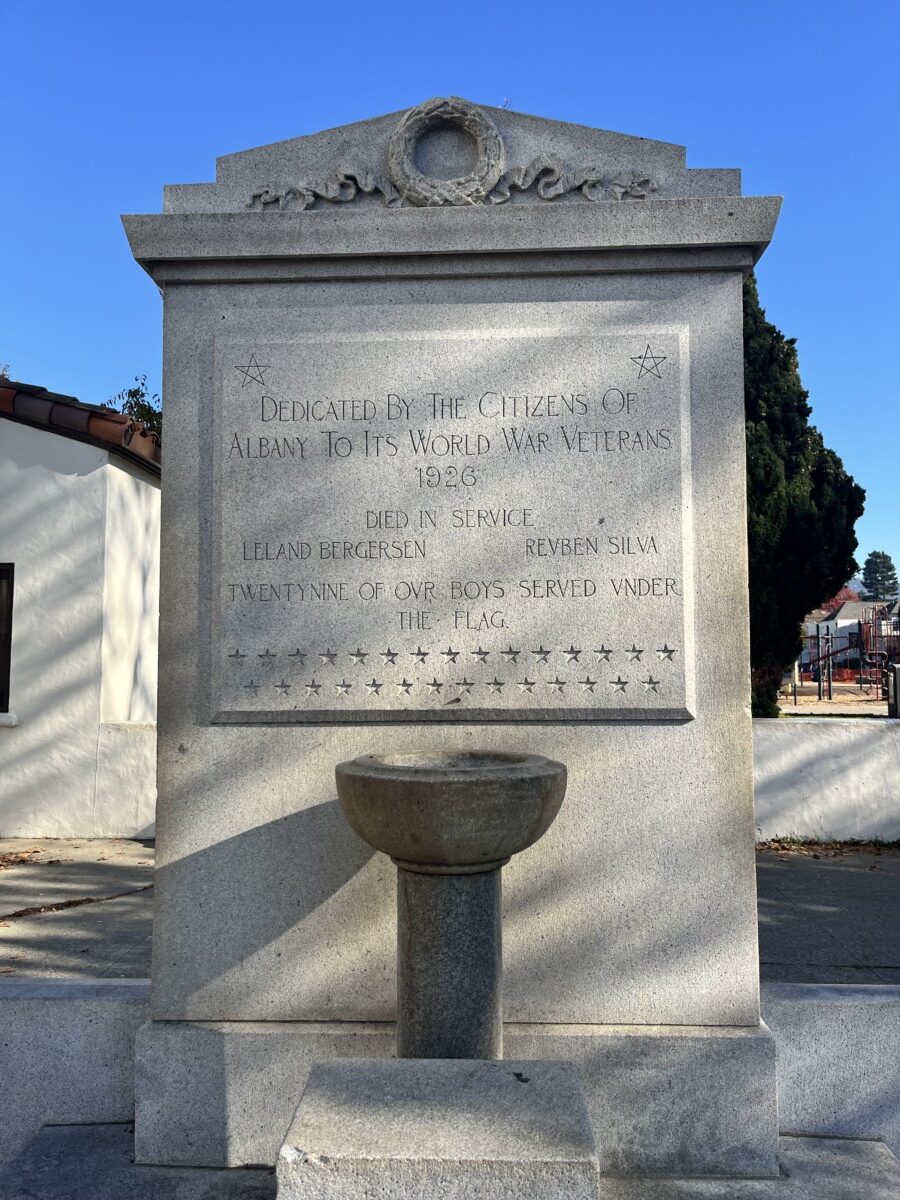 Dedicated By The Citizens Of
Albany To Its World War Veterans
1926
DIED IN SERVICE
LELAND BERGERSEN REVBEN SILVA
TWENTYNINE OF OVR BOYS SERVED VNDER
THE FLAG.